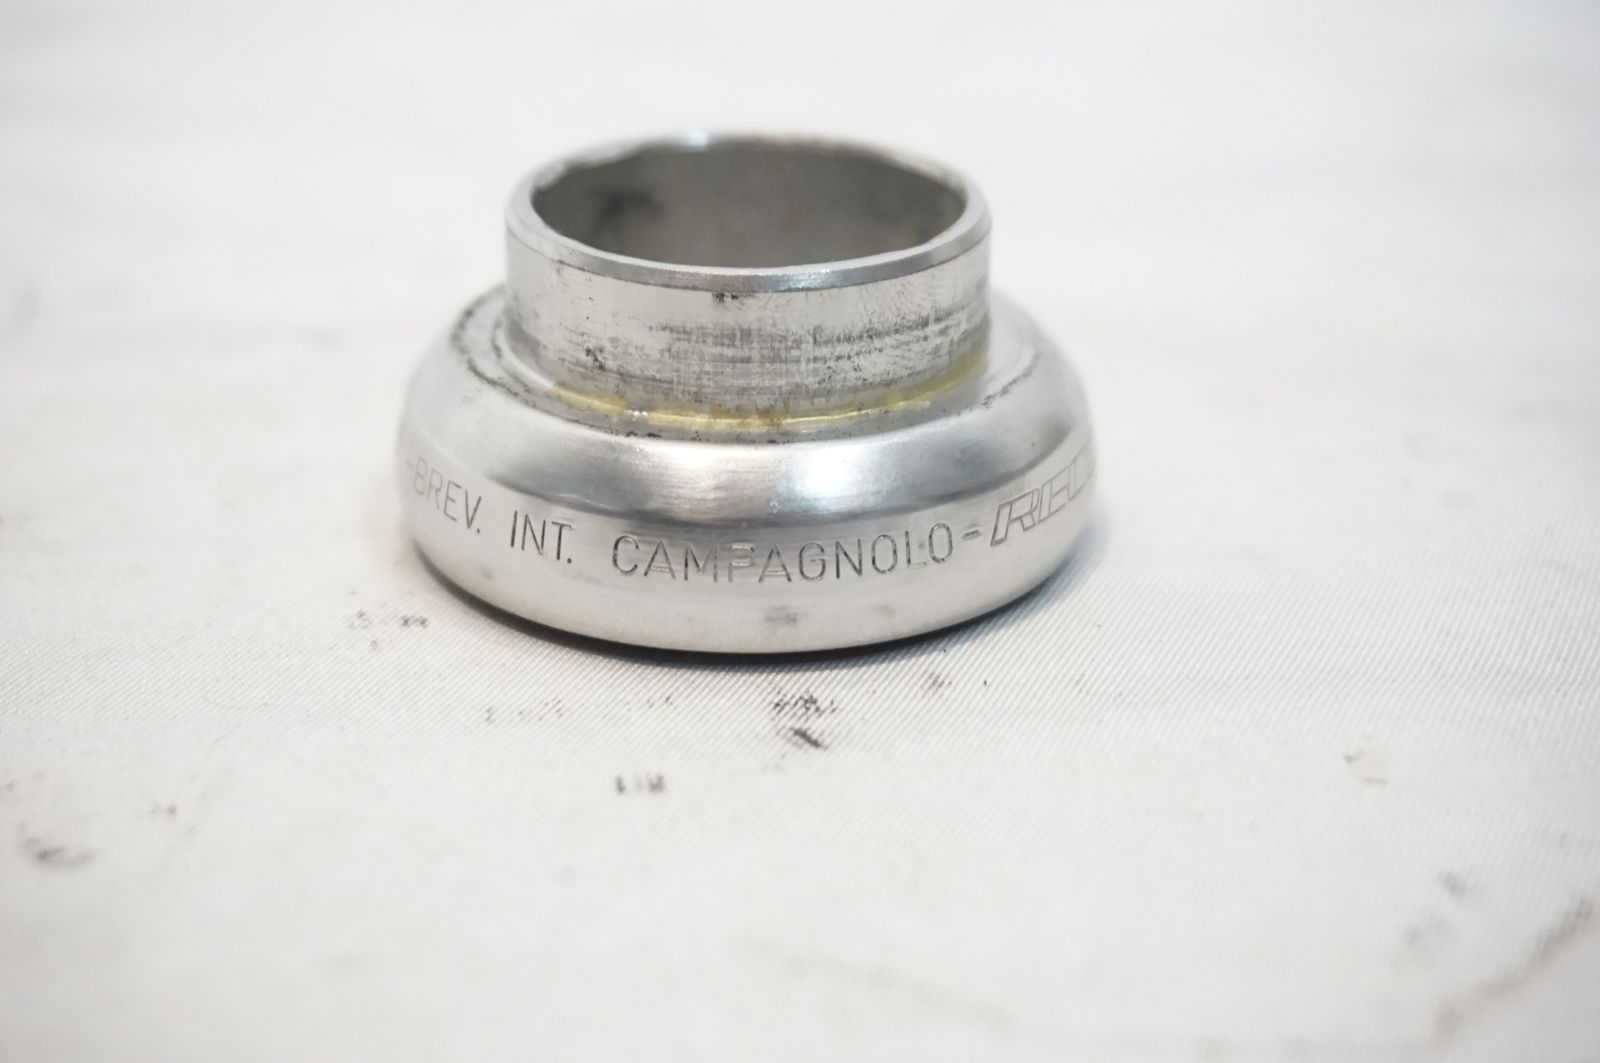 -BREV. INT. CAMPAGNOLO-